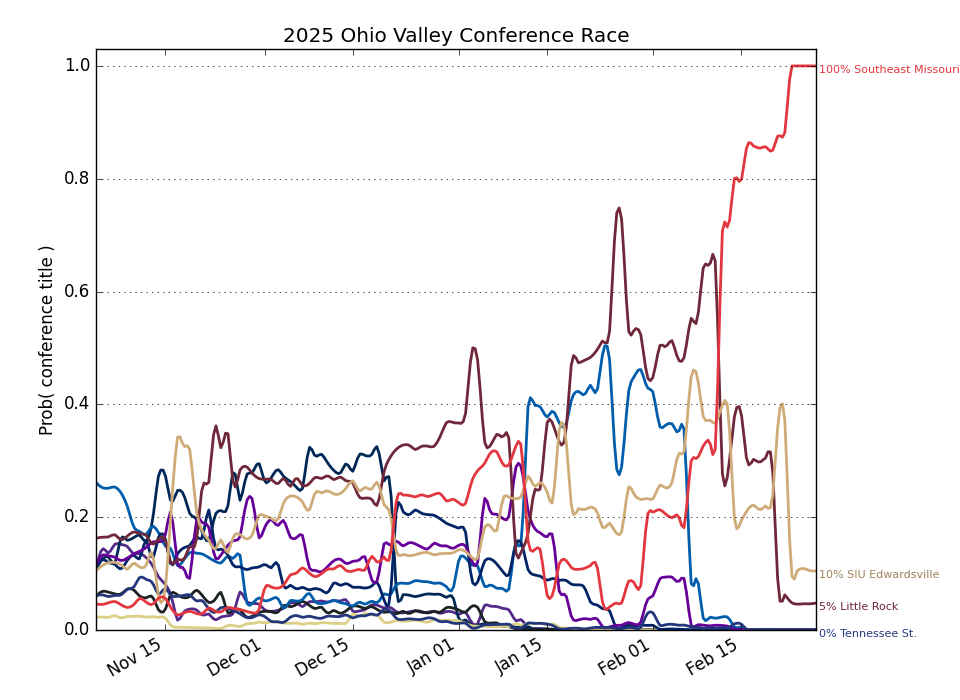 2025 Ohio Valley Conference Race
1.0
100% Southeast Missouri
0.8
0.6
Prob( conference title )
0.4
0.2
10% SIU Edwardsville
5% Little Rock
0.0
0% Tennessee St.
Nov 15
Dec 01
Dec 15
Jan 01
Jan 15
Feb 01
Feb 15